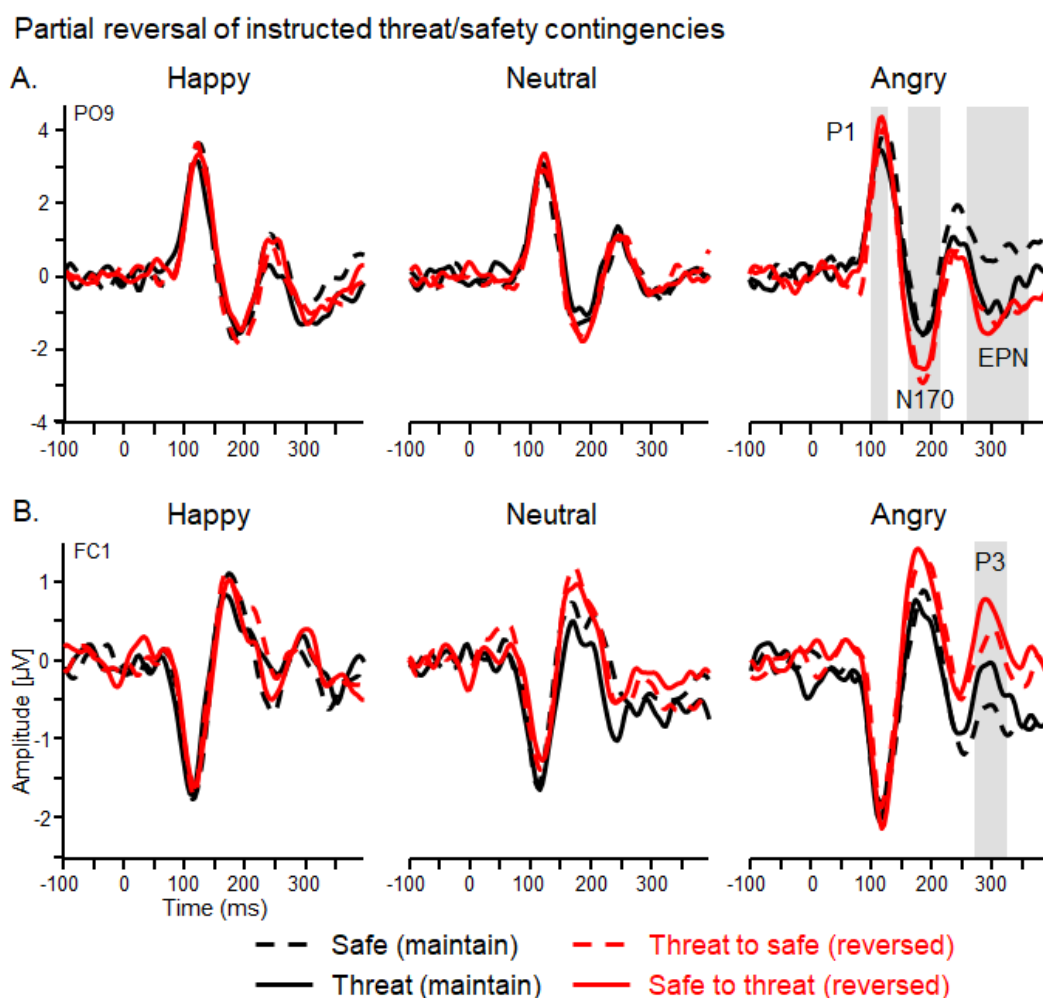 Partial reversal of instructed threat/safety contingencies
A. Happy Neutral Angry
PO9
P1
N170
EPN
4
2
0
-2
-4
-100 0 100 200 300 -100 0 100 200 300 -100 0 100 200 300
B. Happy Neutral Angry
FC1
P3
Amplitude [µV]
1
0
-1
-2
-100 0 100 200 300 -100 0 100 200 300 -100 0 100 200 300
Time (ms)
Safe (maintain) Threat to safe (reversed)
Threat (maintain) Safe to threat (reversed)